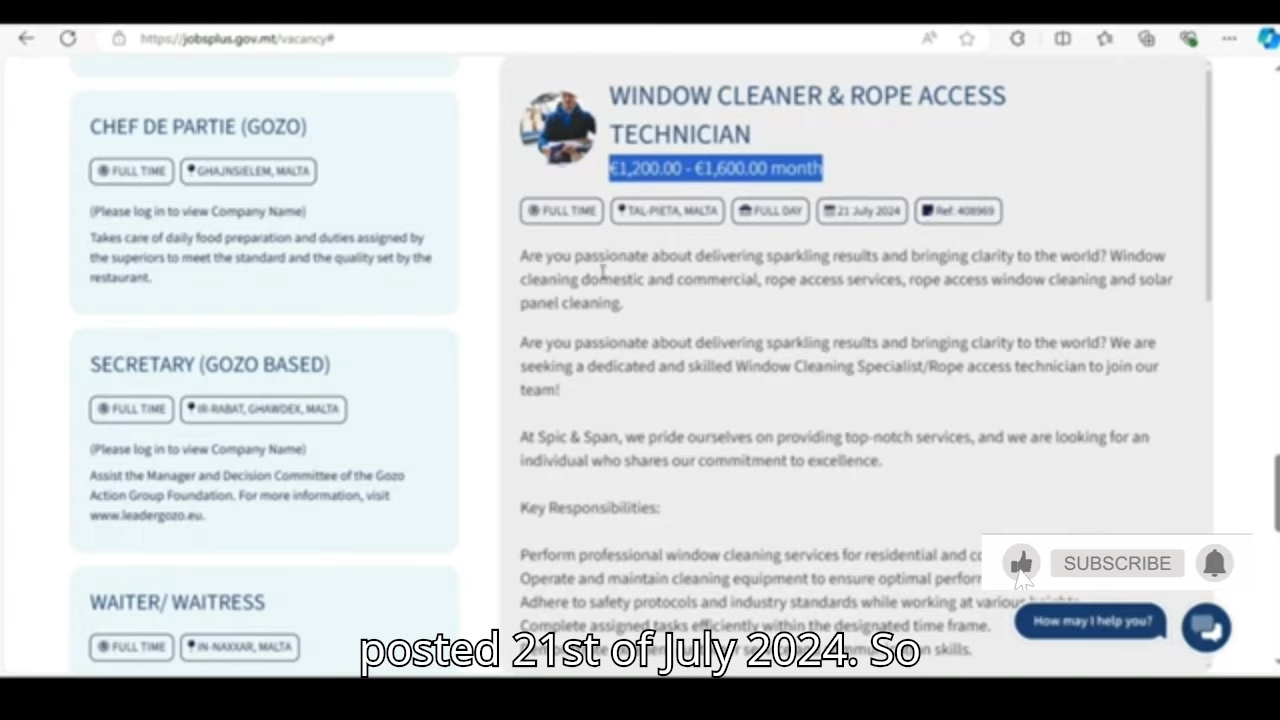 https://jobsplus.gov.mt/vacancy#
CHEF DE PARTIE (GOZO)
FULL TIME
GHAJNSIELEM, MALTA
(Please log in to view Company Name)
Takes care of daily food preparation and duties assigned by
the superiors to meet the standard and the quality set by the
restaurant.
SECRETARY (GOZO BASED)
FULL TIME
IR-RABAT, GHAWDEX, MALTA
(Please log in to view Company Name)
Assist the Manager and Decision Committee of the Gozo
Action Group Foundation. For more information, visit
www.leadergozo.eu.
WAITER/ WAITRESS
FULL TIME
IN-NAXXAR, MALTA
WINDOW CLEANER & ROPE ACCESS
TECHNICIAN
€1,200.00 - €1,600.00 month
FULL TIME
TAL-PIETA, MALTA
FULL DAY
21 July 2024
Ref: 408969
Are you passionate about delivering sparkling results and bringing clarity to the world? Window
cleaning domestic and commercial, rope access services, rope access window cleaning and solar
panel cleaning.
Are you passionate about delivering sparkling results and bringing clarity to the world? We are
seeking a dedicated and skilled Window Cleaning Specialist/Rope access technician to join our
team!
At Spic & Span, we pride ourselves on providing top-notch services, and we are looking for an
individual who shares our commitment to excellence.
Key Responsibilities:
Perform professional window cleaning services for residential and
Operate and maintain cleaning equipment to ensure optimal
Adhere to safety protocols and industry standards while working at various
Complete assigned tasks efficiently within the designated time frame.
skills.
SUBSCRIBE
How may I help you?
posted 21st of July 2024. So